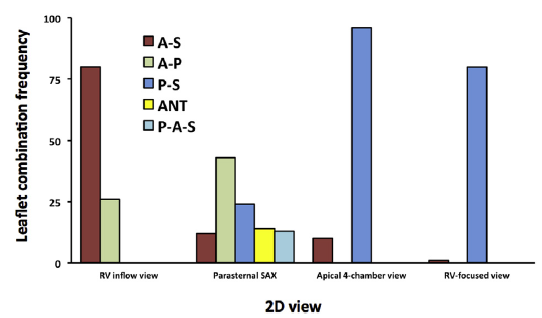 Leaflet combination frequency
100
75
50
25
0
A-S
A-P
P-S
ANT
P-A-S
RV inflow view
Parasternal SAX
Apical 4-chamber view
RV-focused view
2D view